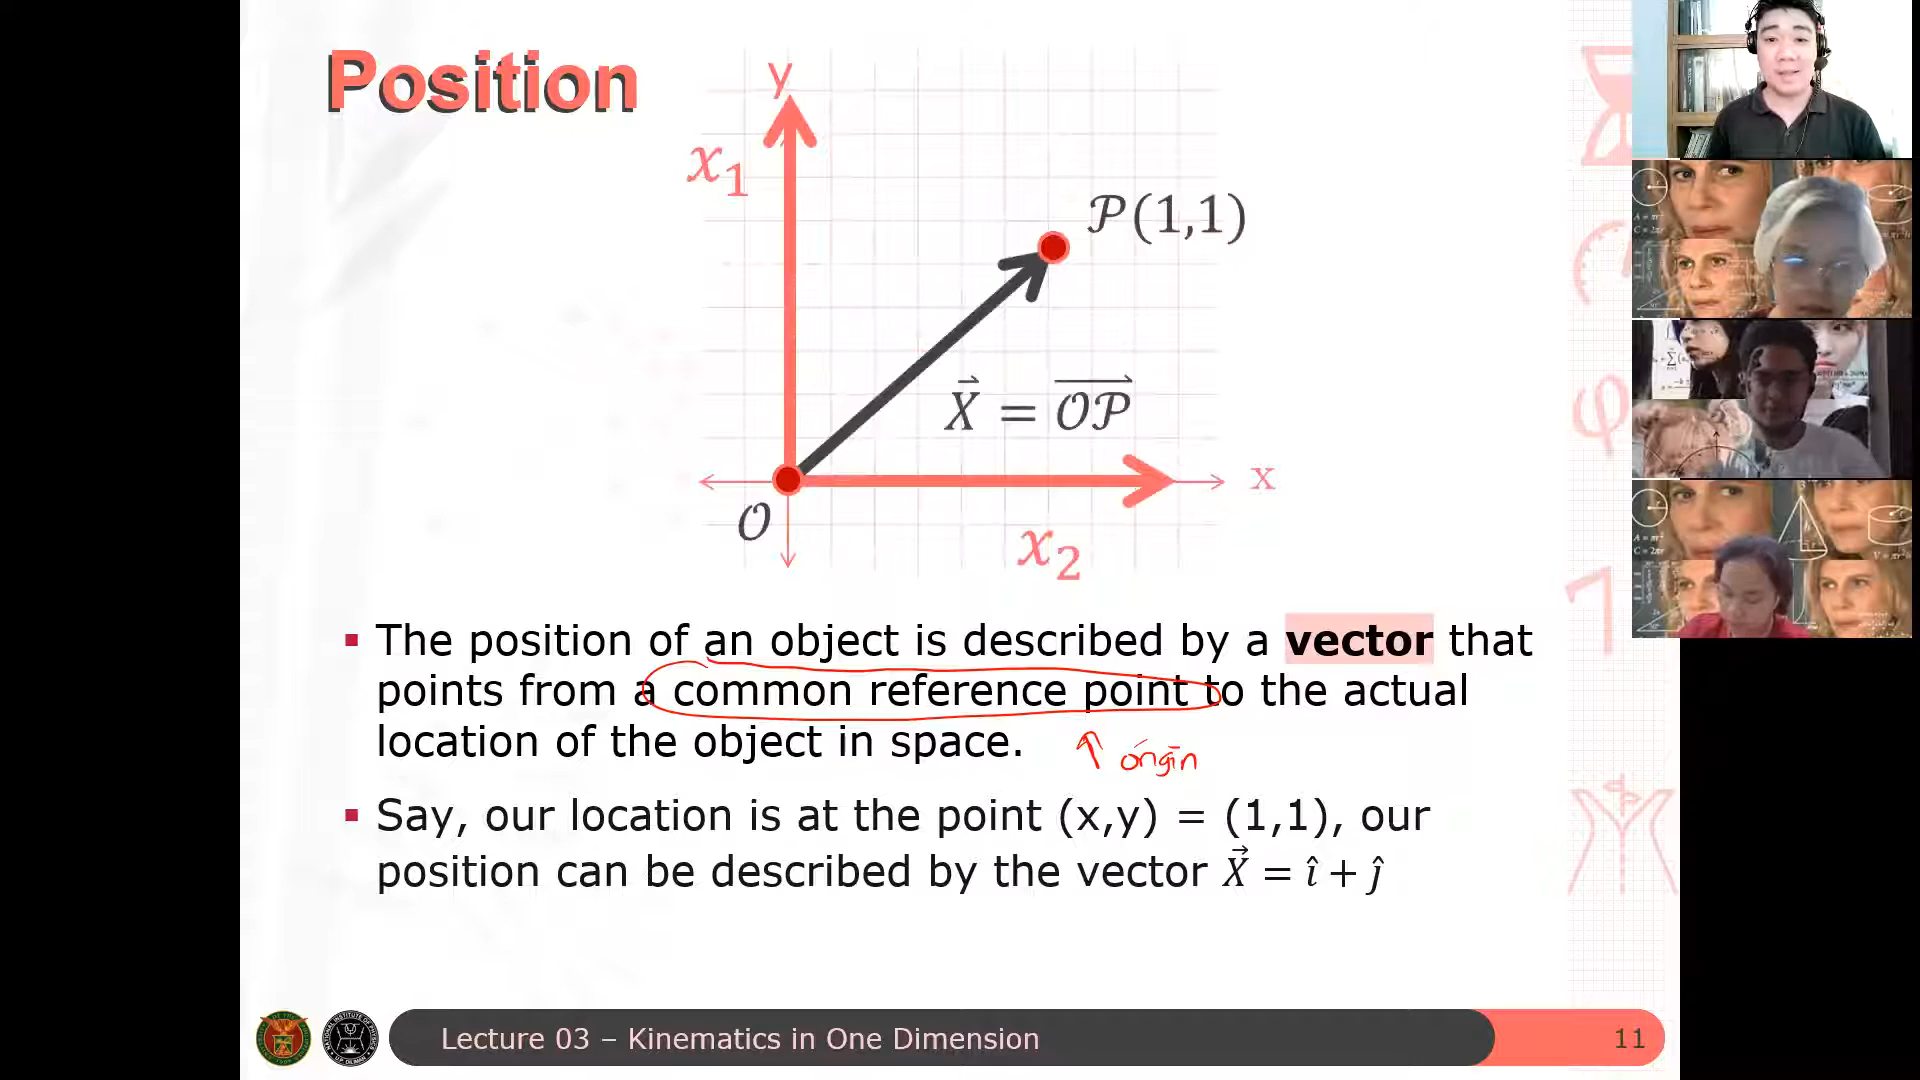 Position
y
x₁
𝒫(1,1)
X⃗ = 𝒪𝒫⃗
x
𝒪
x₂
▪ The position of an object is described by a vector that
points from a common reference point to the actual
location of the object in space.
↑ origin
▪ Say, our location is at the point (x,y) = (1,1), our
position can be described by the vector X⃗ = î + ĵ
Lecture 03 – Kinematics in One Dimension
11